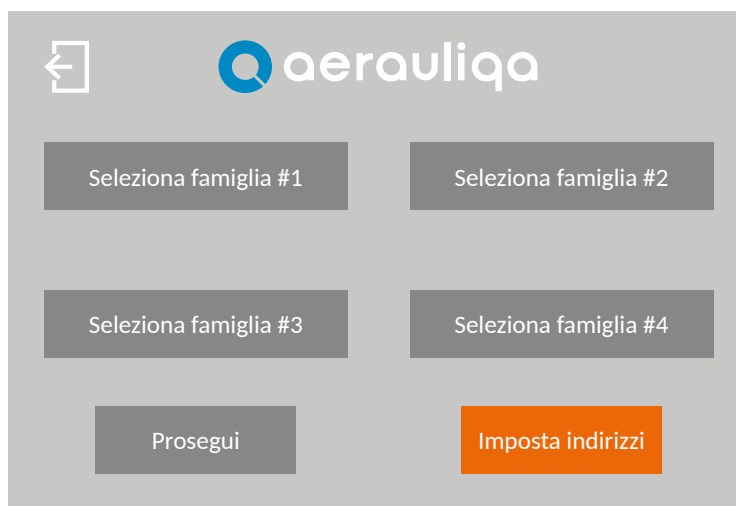 aerauliqa
Seleziona famiglia #1
Seleziona famiglia #2
Seleziona famiglia #3
Seleziona famiglia #4
Prosegui
Imposta indirizzi